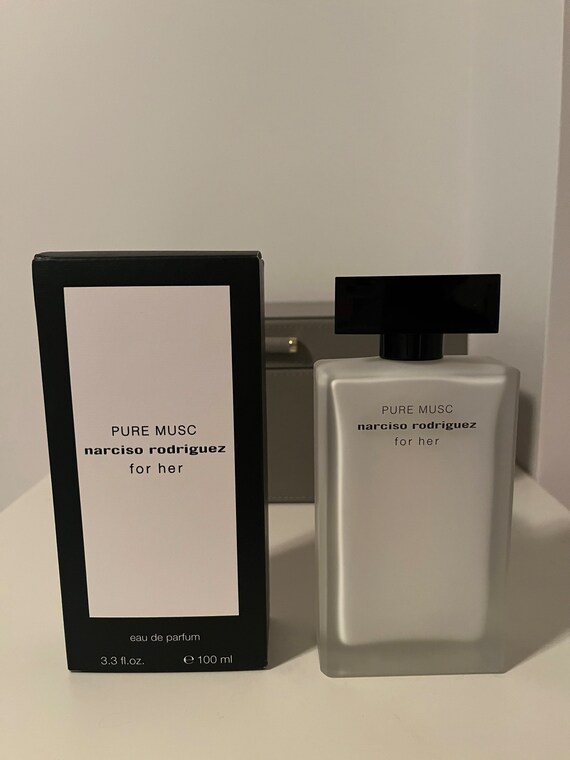 PURE MUSC
narciso rodriguez
for her
eau de parfum
3.3 fl.oz. ℮ 100 ml
PURE MUSC
narciso rodriguez
for her